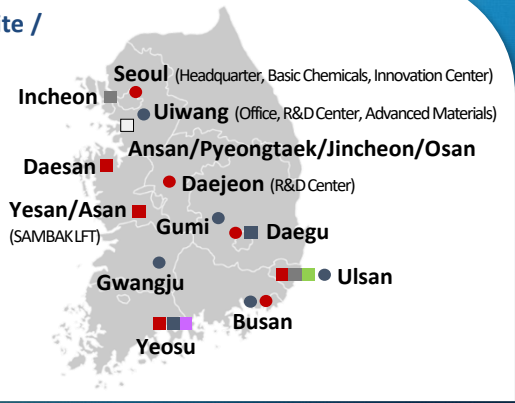 ite /
Seoul (Headquarter, Basic Chemicals, Innovation Center)
Incheon
Uiwang (Office, R&D Center, Advanced Materials)
Ansan/Pyeongtaek/Jincheon/Osan
Daesan
Daejeon (R&D Center)
Yesan/Asan
(SAMBAK LFT)
Gumi
Daegu
Gwangju
Ulsan
Busan
Yeosu